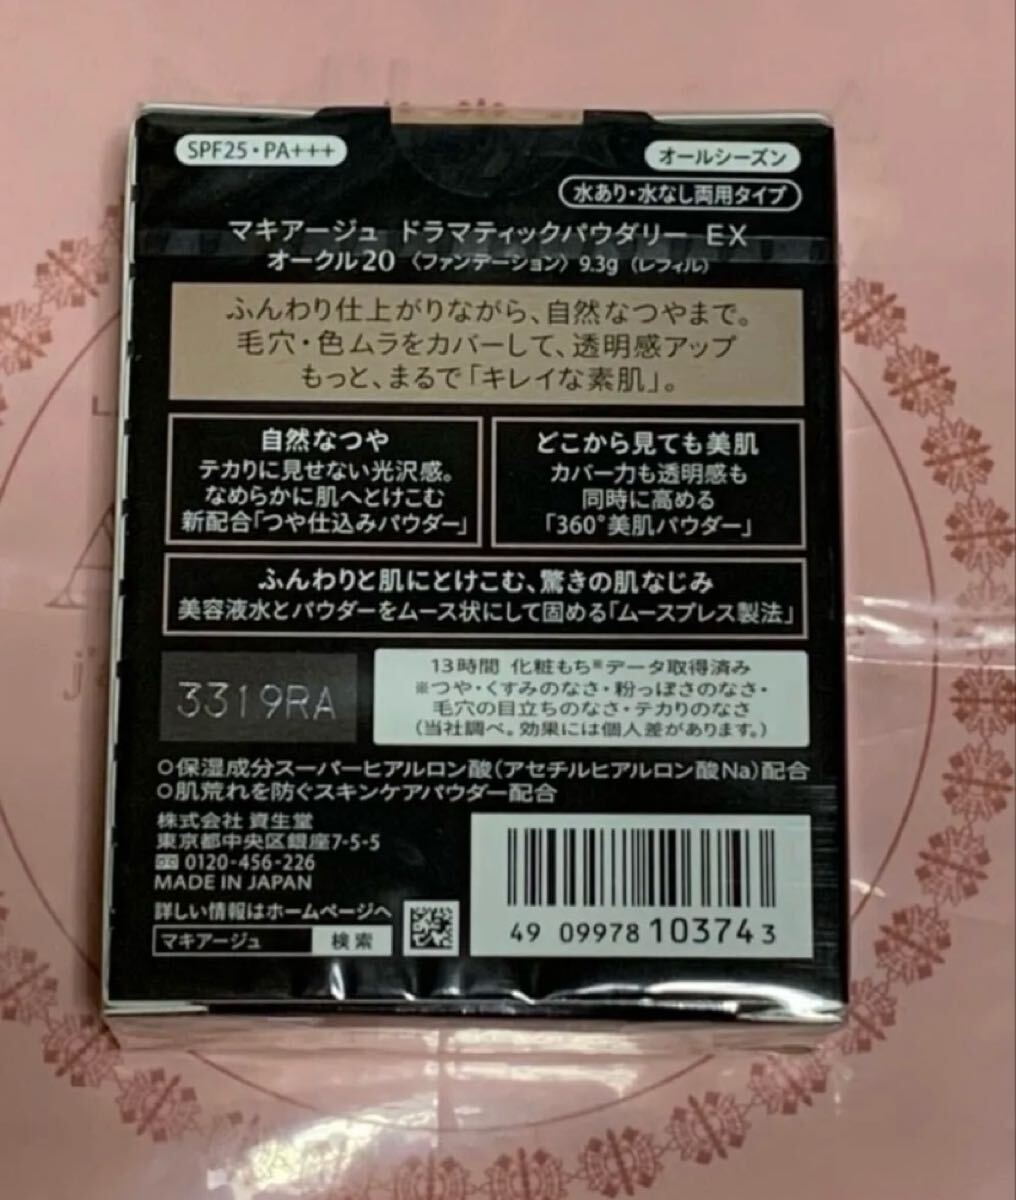 SPF25・PA+++
オールシーズン
水あり・水なし両用タイプ
マキアージュ ドラマティックパウダリー EX
オークル20 〈ファンデーション〉 9.3g (レフィル)
ふんわり仕上がりながら、自然なつやまで。
毛穴・色ムラをカバーして、透明感アップ
もっと、まるで「キレイな素肌」。
自然なつや
テカりに見せない光沢感。
なめらかに肌へとけこむ
新配合「つや仕込みパウダー」
どこから見ても美肌
カバー力も透明感も
同時に高める
「360°美肌パウダー」
ふんわりと肌にとけこむ、驚きの肌なじみ
美容液水とパウダーをムース状にして固める「ムースプレス製法」
3319RA
13時間 化粧もち※データ取得済み
※つや・くすみのなさ・粉っぽさのなさ・
毛穴の目立ちのなさ・テカりのなさ
(当社調べ。効果には個人差があります。)
○保湿成分スーパーヒアルロン酸(アセチルヒアルロン酸Na)配合
○肌荒れを防ぐスキンケアパウダー配合
株式会社 資生堂
東京都中央区銀座7-5-5
0120-456-226
MADE IN JAPAN
詳しい情報はホームページへ
マキアージュ 検索
49 09978 103743